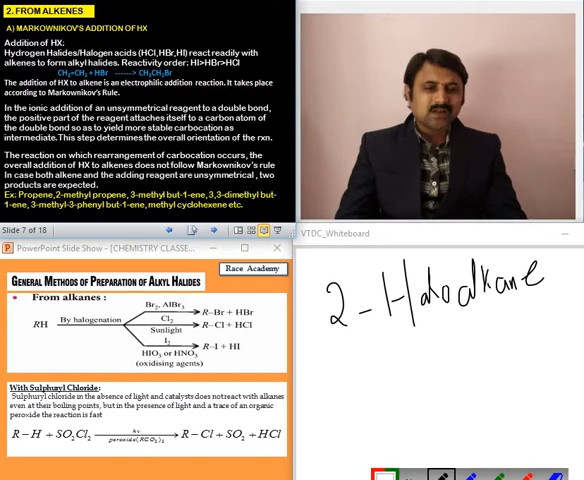 2. FROM ALKENES
A) MARKOWNIKOV'S ADDITION OF HX
Addition of HX:
Hydrogen Halides/Halogen acids (HCl,HBr,HI) react readily with
alkenes to form alkyl halides. Reactivity order: HI>HBr>HCl
CH₂=CH₂ + HBr ------> CH₃CH₂Br
The addition of HX to alkene is an electrophilic addition reaction. It takes place
according to Markownikov's Rule.
In the ionic addition of an unsymmetrical reagent to a double bond,
the positive part of the reagent attaches itself to a carbon atom of
the double bond so as to yield more stable carbocation as
intermediate. This step determines the overall orientation of the rxn.
The reaction on which rearrangement of carbocation occurs, the
overall addition of HX to alkenes does not follow Markownikov's rule
In case both alkene and the adding reagent are unsymmetrical, two
products are expected.
Ex: Propene,2-methyl propene, 3-methyl but-1-ene, 3,3-dimethyl but-
1-ene, 3-methyl-3-phenyl but-1-ene, methyl cyclohexene etc.
Slide 7 of 18
VTDC_Whiteboard
PowerPoint Slide Show - [CHEMISTRY CLASSE
Race Academy
GENERAL METHODS OF PREPARATION OF ALKYL HALIDES
• From alkanes :
Br₂, AlBr₃
R–Br + HBr
RH By halogenation Cl₂ R–Cl + HCl
Sunlight
I₂ R–I + HI
HIO₃ or HNO₃
(oxidising agents)
With Sulphuryl Chloride :
Sulphuryl chloride in the absence of light and catalysts does not react with alkanes
even at their boiling points, but in the presence of light and a trace of an organic
peroxide the reaction is fast
R – H + SO₂Cl₂ hv peroxide(RCO₂)₂ → R – Cl + SO₂ + HCl
2 - Haloalkane